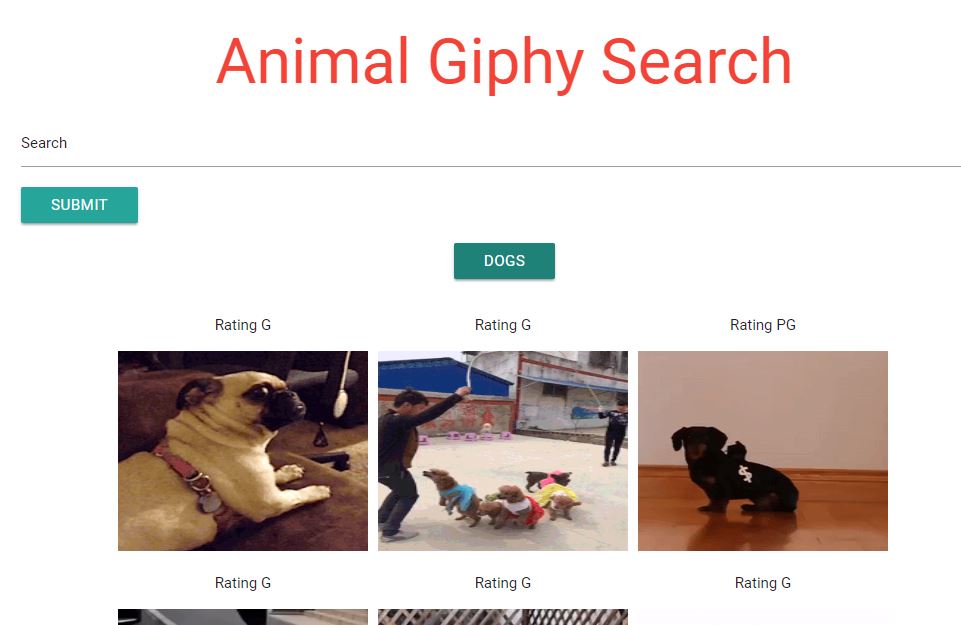 Animal Giphy Search
Search
SUBMIT
DOGS
Rating G
Rating G
Rating PG
$
Rating G
Rating G
Rating G